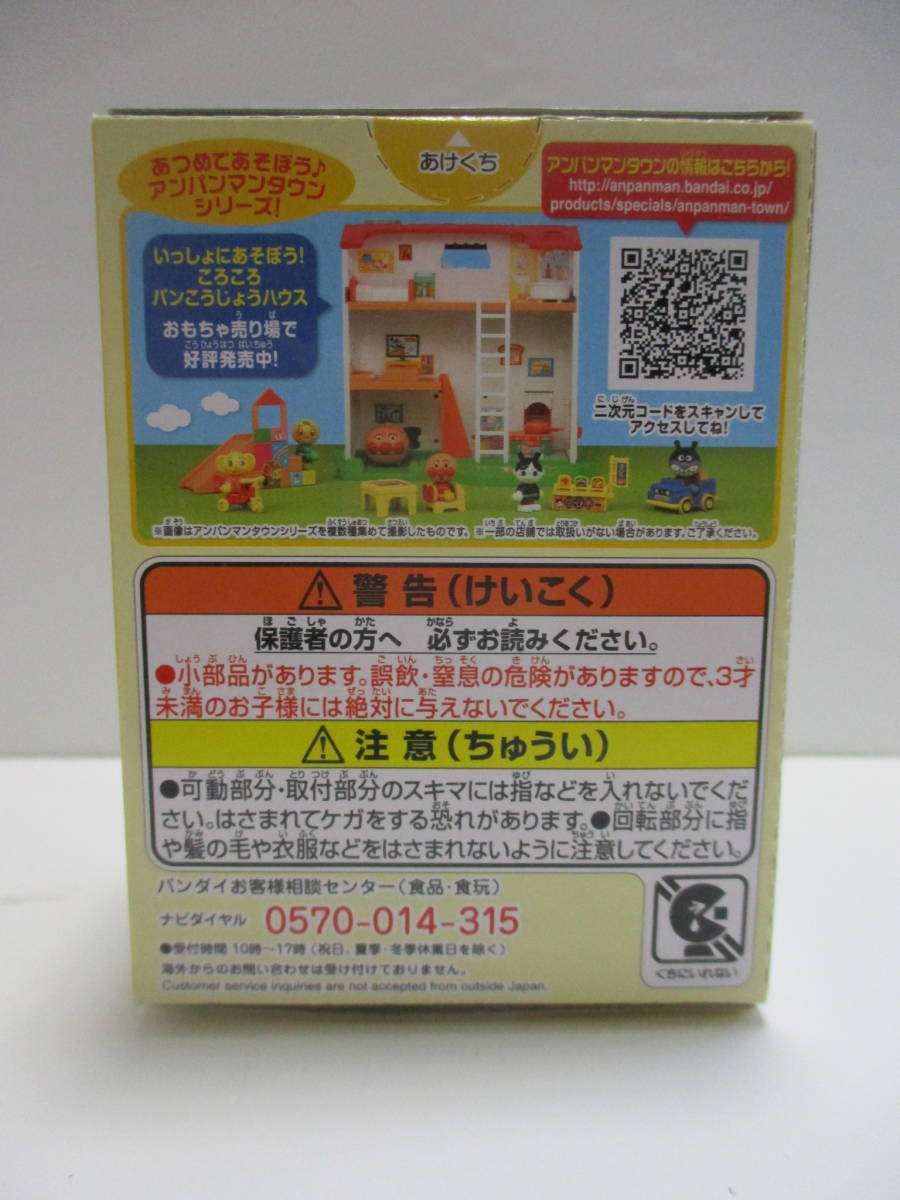 あけくち
あつめてあそぼう♪
アンパンマンタウン
シリーズ!
アンパンマンタウンの情報はこちらから!
http://anpanman.bandai.co.jp/
products/specials/anpanman-town/
いっしょにあそぼう!
ころころ
パンこうじょうハウス
おもちゃ売り場で
好評発売中!
二次元コードをスキャンして
アクセスしてね!
※画像はアンパンマンタウンシリーズを複数種集めて撮影したものです。 ※一部の店舗では取扱いがない場合があります。ご了承ください。
⚠警告(けいこく)
保護者の方へ 必ずお読みください。
●小部品があります。誤飲・窒息の危険がありますので、3才
未満のお子様には絶対に与えないでください。
⚠注意(ちゅうい)
●可動部分・取付部分のスキマには指などを入れないでくだ
さい。はさまれてケガをする恐れがあります。●回転部分に指
や髪の毛や衣服などをはさまれないように注意してください。
バンダイお客様相談センター(食品・食玩)
ナビダイヤル 0570-014-315
●受付時間 10時〜17時(祝日、夏季・冬季休業日を除く)
海外からのお問い合わせは受け付けておりません。
Customer service inquiries are not accepted from outside Japan.
くちにいれない